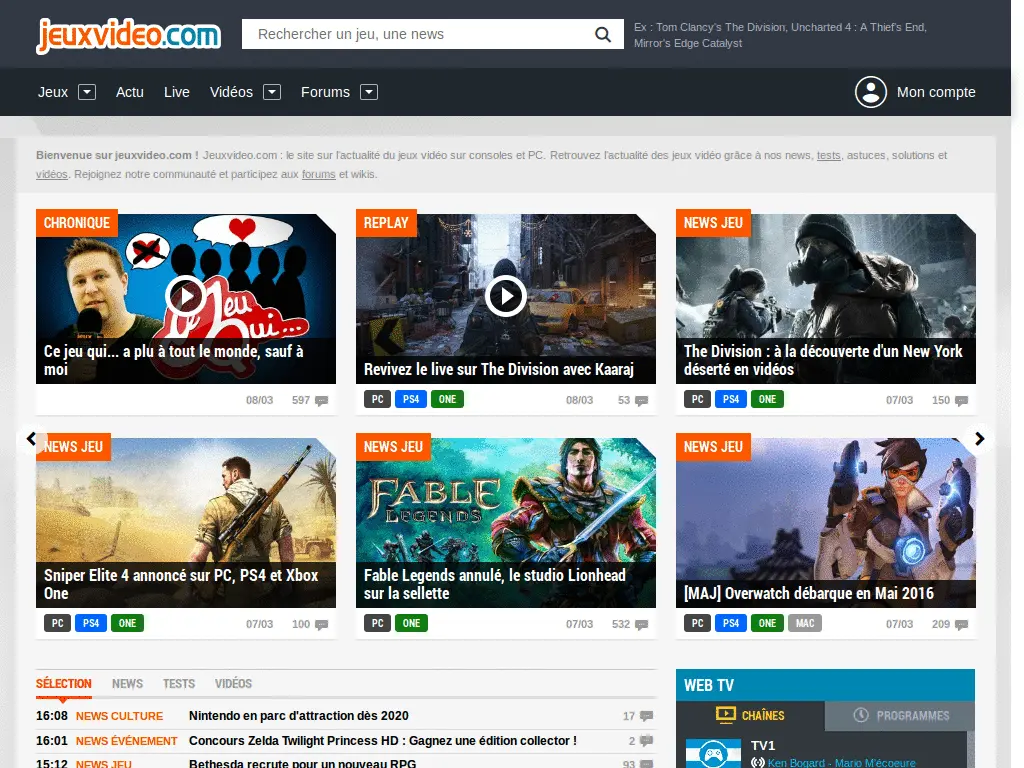 jeuxvideo.com
Rechercher un jeu, une news
Ex : Tom Clancy's The Division, Uncharted 4 : A Thief's End,
Mirror's Edge Catalyst
Jeux Actu Live Vidéos Forums Mon compte
Bienvenue sur jeuxvideo.com ! Jeuxvideo.com : le site sur l'actualité du jeu vidéo sur consoles et PC. Retrouvez l'actualité des jeux vidéo grâce à nos news, tests, astuces, solutions et
vidéos. Rejoignez notre communauté et participez aux forums et wikis.
CHRONIQUE
Ce Jeu
Qui...
Ce jeu qui... a plu à tout le monde, sauf à
moi
08/03 597
REPLAY
Revivez le live sur The Division avec Kaaraj
PC PS4 ONE 08/03 53
NEWS JEU
The Division : à la découverte d'un New York
déserté en vidéos
PC PS4 ONE 07/03 150
NEWS JEU
Sniper Elite 4 annoncé sur PC, PS4 et Xbox
One
PC PS4 ONE 07/03 100
NEWS JEU
FABLE
LEGENDS
Fable Legends annulé, le studio Lionhead
sur la sellette
PC ONE 07/03 532
NEWS JEU
[MAJ] Overwatch débarque en Mai 2016
PC PS4 ONE MAC 07/03 209
SÉLECTION NEWS TESTS VIDÉOS
16:08 NEWS CULTURE Nintendo en parc d'attraction dès 2020 17
16:01 NEWS ÉVÉNEMENT Concours Zelda Twilight Princess HD : Gagnez une édition collector ! 2
15:12 NEWS JEU Bethesda recrute pour un nouveau RPG 93
WEB TV
CHAÎNES PROGRAMMES
TV1
Ken Bogard - Mario M'écoeure